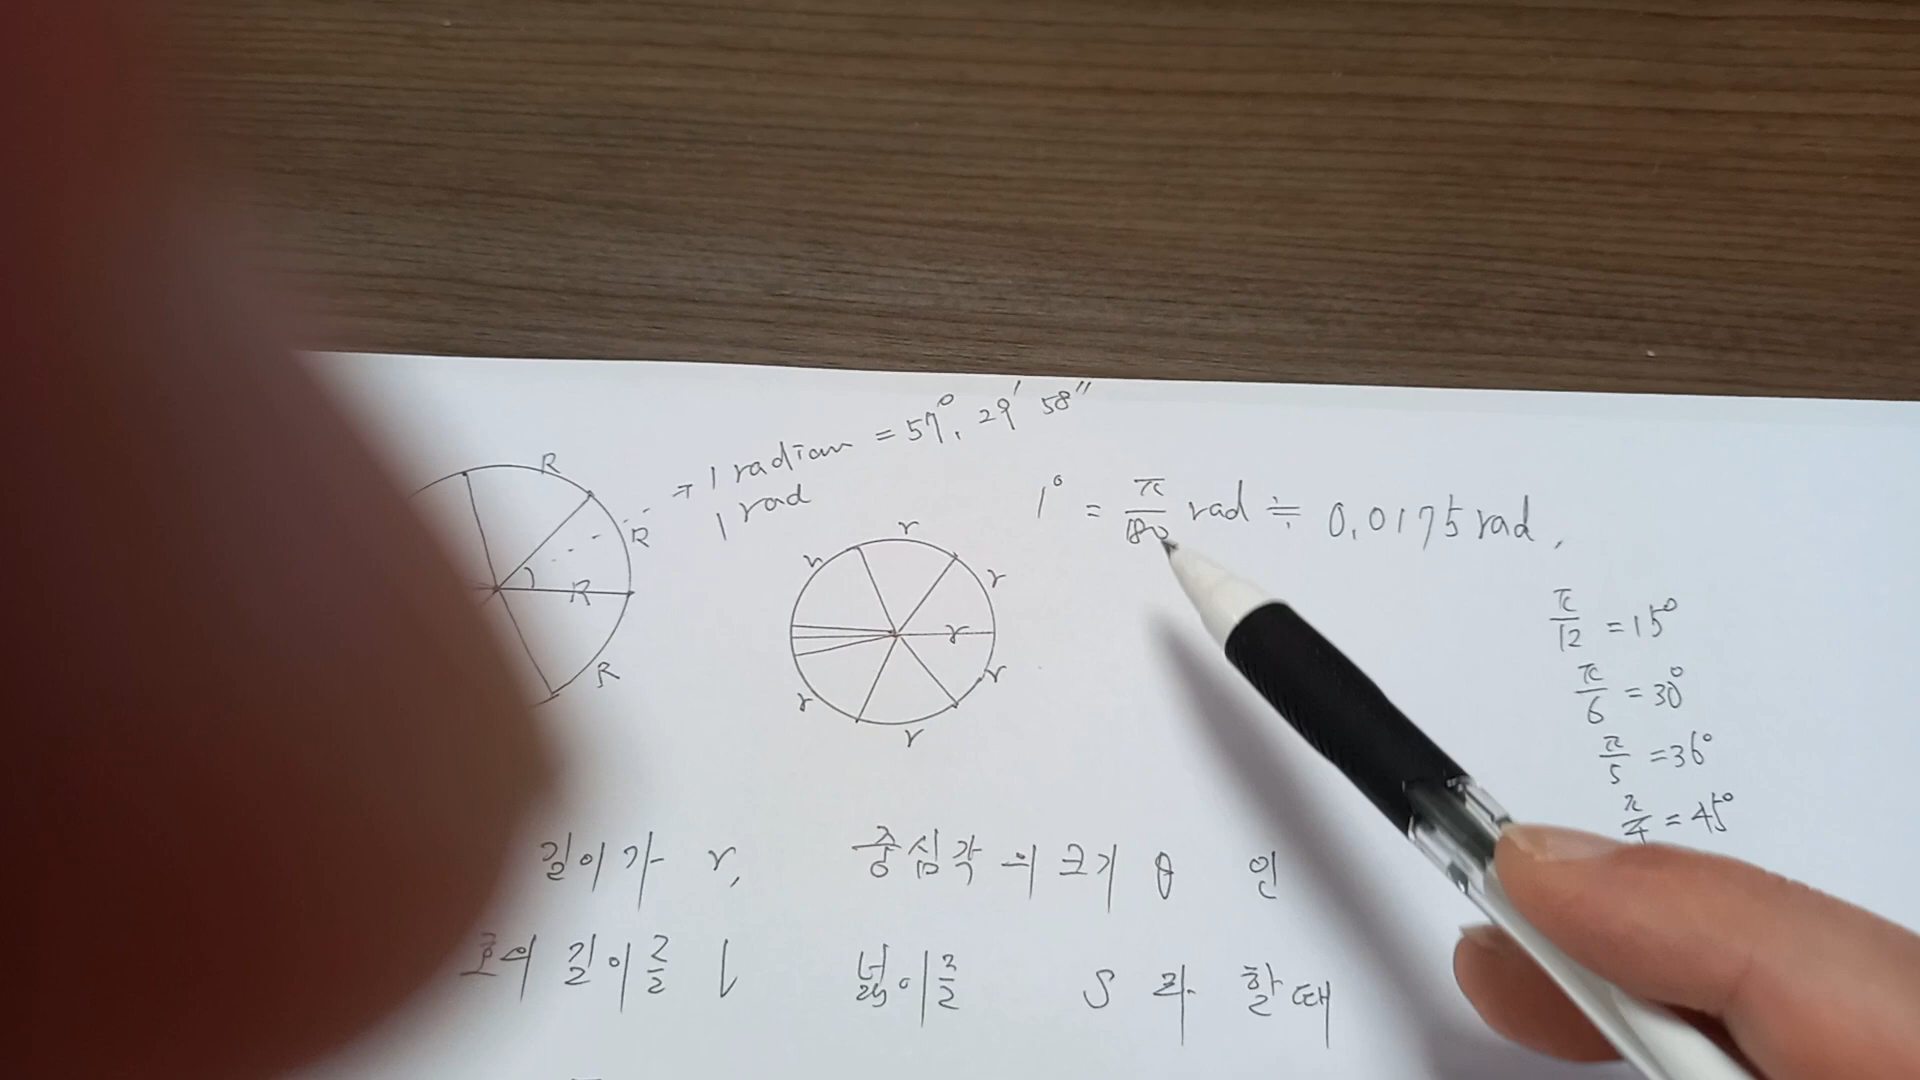 R
= 1 radian = 57°. 29' 58"
1 rad
R
R
R
r
r
r
r
r
r
r
1° = π/180 rad ≒ 0.0175 rad.
π/12 = 15°
π/6 = 30°
π/5 = 36°
π/4 = 45°
길이가 r, 중심각의 크기 θ 인
호의 길이를 l 넓이를 S 라 할때